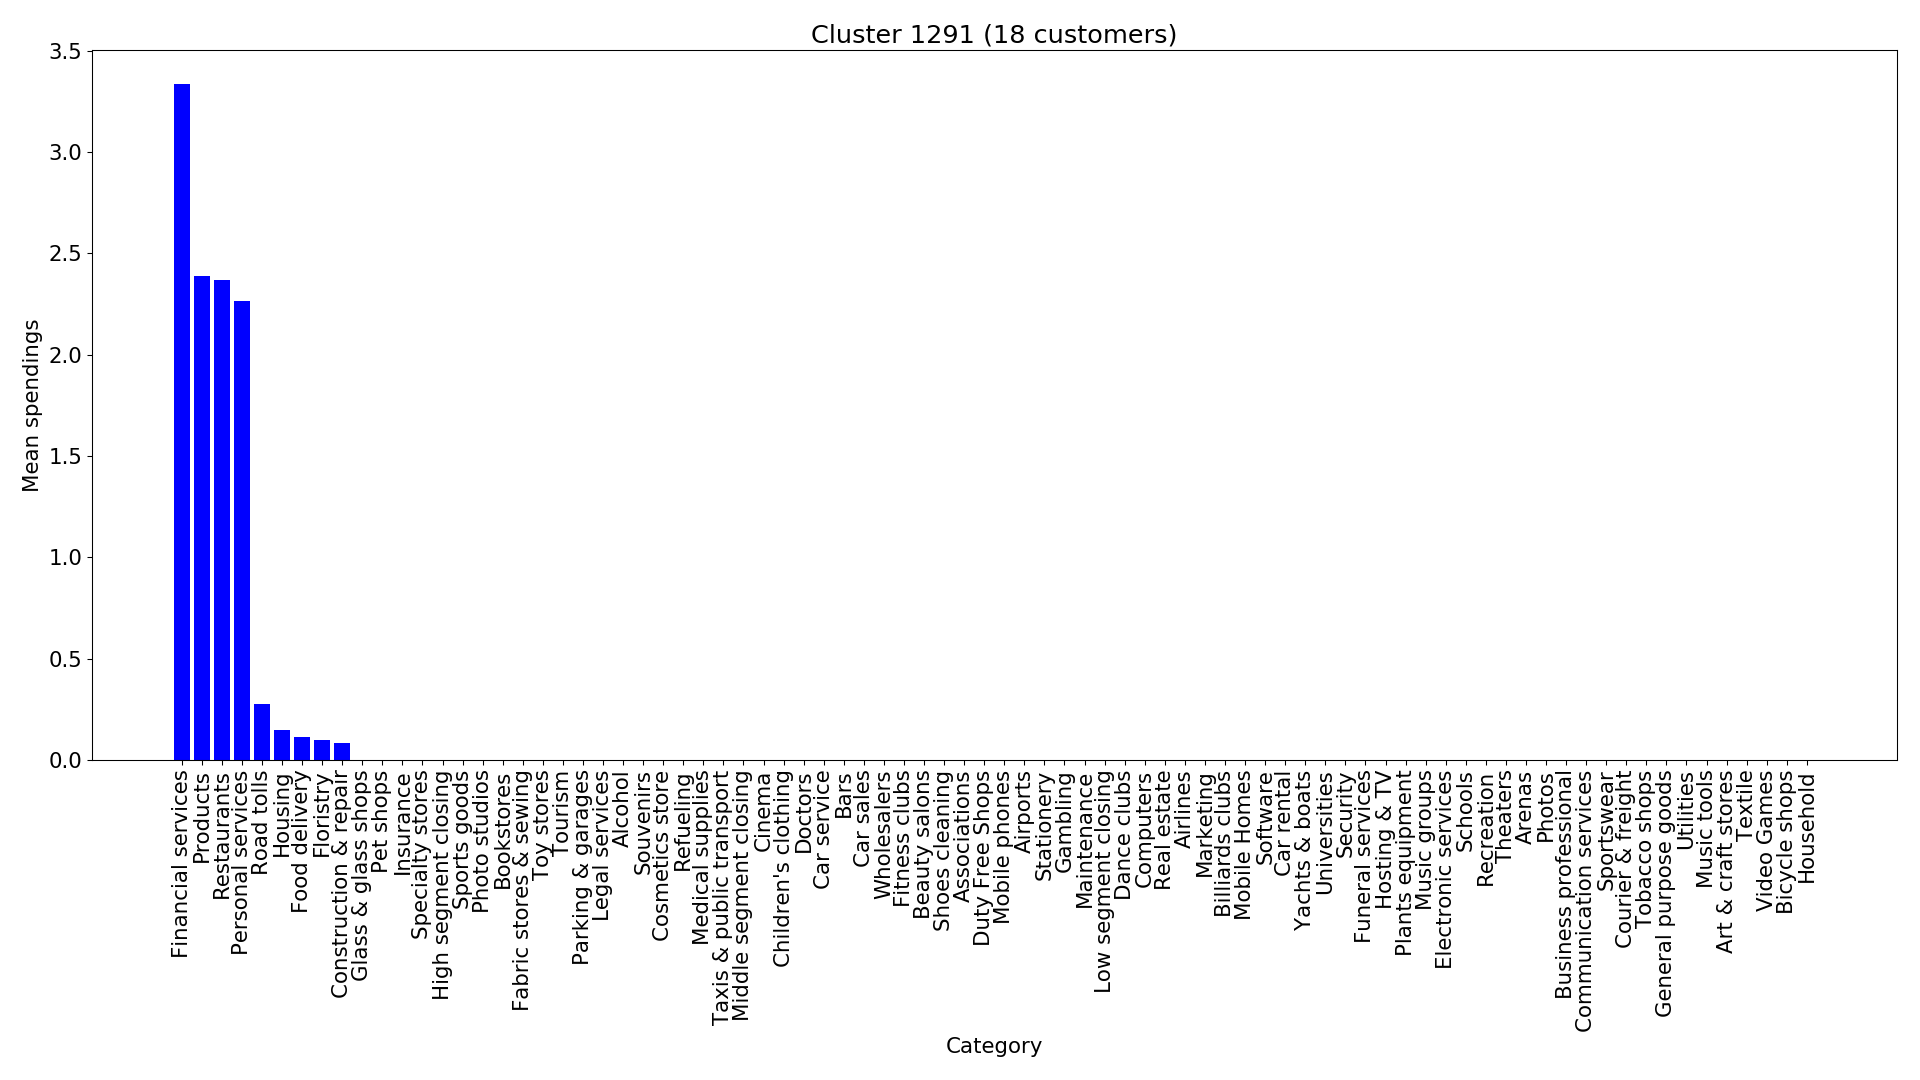 Cluster 1291 (18 customers)
3.5
3.0
2.5
2.0
1.5
1.0
0.5
0.0
Mean spendings
Financial services
Products
Restaurants
Personal services
Road tolls
Housing
Food delivery
Floristry
Construction & repair
Glass & glass shops
Pet shops
Insurance
Specialty stores
High segment closing
Sports goods
Photo studios
Bookstores
Fabric stores & sewing
Toy stores
Tourism
Parking & garages
Legal services
Alcohol
Souvenirs
Cosmetics store
Refuelling
Medical supplies
Taxis & public transport
Middle segment closing
Cinema
Children's clothing
Doctors
Car service
Bars
Car sales
Wholesalers
Fitness clubs
Beauty salons
Shoes cleaning
Associations
Duty Free Shops
Mobile phones
Airports
Stationery
Gambling
Maintenance
Low segment closing
Dance clubs
Computers
Real estate
Airlines
Marketing
Billiards clubs
Mobile Homes
Software
Car rental
Yachts & boats
Universities
Security
Funeral services
Hosting & TV
Plants equipment
Music groups
Electronic services
Schools
Recreation
Theaters
Arenas
Photos
Business professional
Communication services
Sportswear
Courier & freight
Tobacco shops
General purpose goods
Utilities
Music tools
Art & craft stores
Textile
Video Games
Bicycle shops
Household
Category